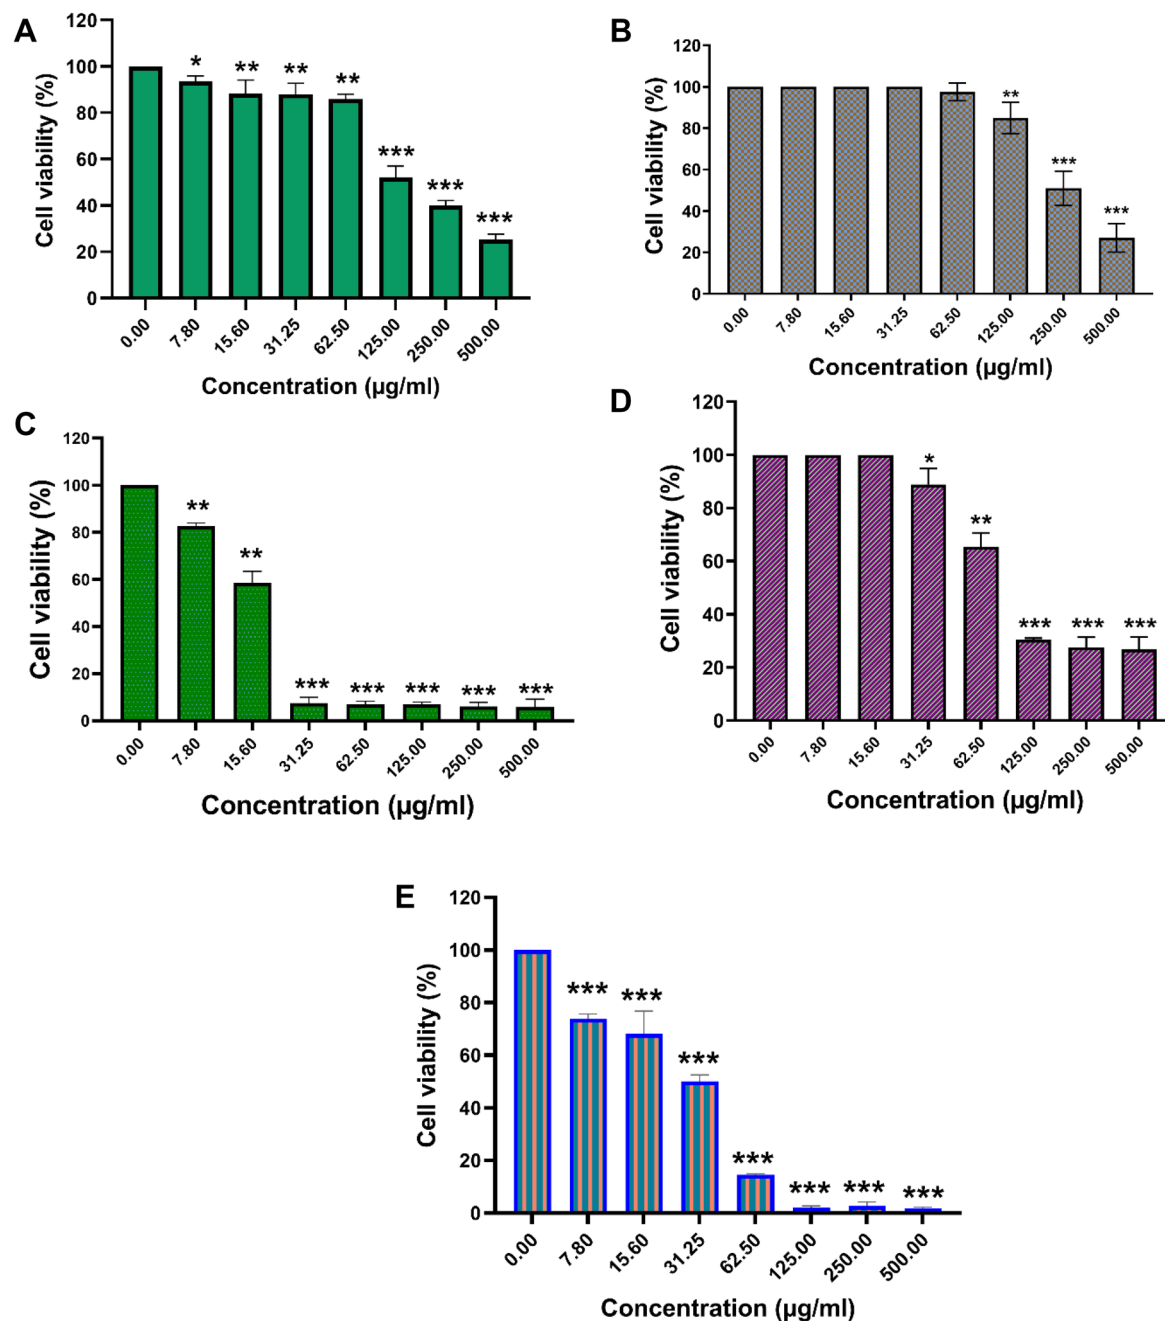 A
Cell viability (%)
120
100
80
60
40
20
0
* ** ** ** *** *** ***
0.00 7.80 15.60 31.25 62.50 125.00 250.00 500.00
Concentration (µg/ml)
B
Cell viability (%)
120
100
80
60
40
20
0
** *** ***
0.00 7.80 15.60 31.25 62.50 125.00 250.00 500.00
Concentration (µg/ml)
C
Cell viability (%)
120
100
80
60
40
20
0
** ** *** *** *** *** ***
0.00 7.80 15.60 31.25 62.50 125.00 250.00 500.00
Concentration (µg/ml)
D
Cell viability (%)
120
100
80
60
40
20
0
* ** *** *** ***
0.00 7.80 15.60 31.25 62.50 125.00 250.00 500.00
Concentration (µg/ml)
E
Cell viability (%)
120
100
80
60
40
20
0
*** *** *** *** *** *** ***
0.00 7.80 15.60 31.25 62.50 125.00 250.00 500.00
Concentration (µg/ml)